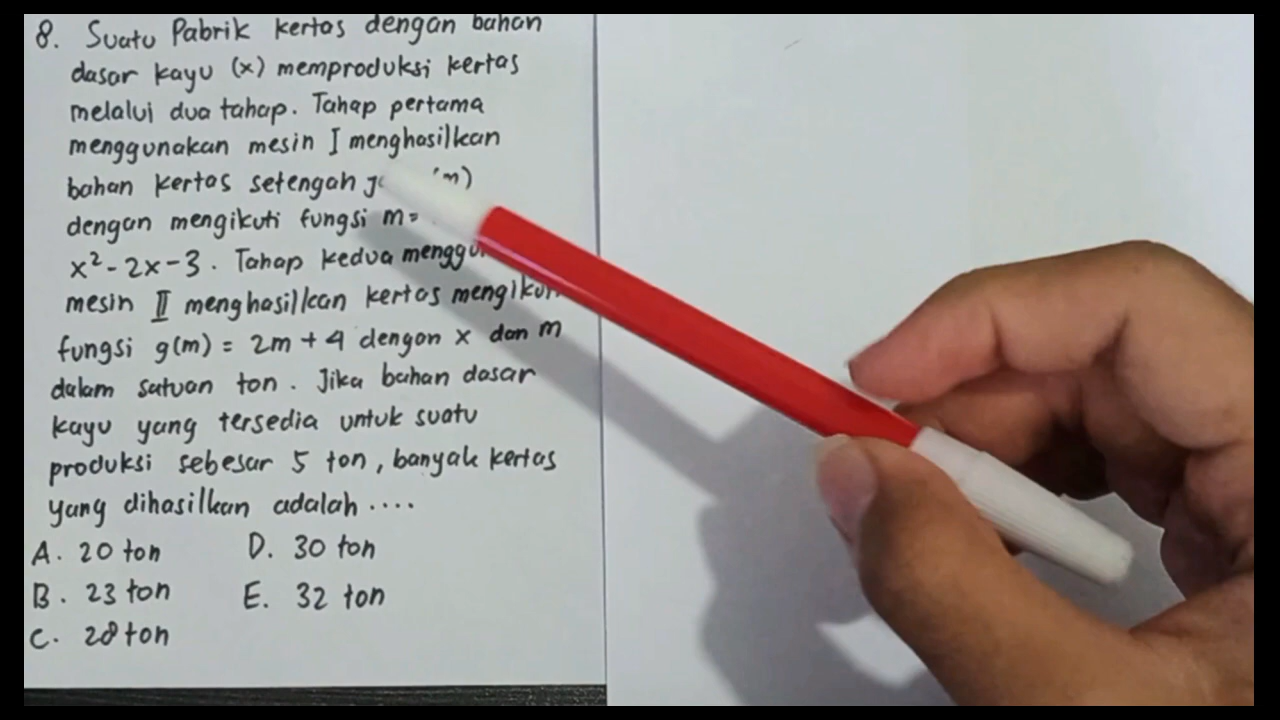 8. Suatu Pabrik kertas dengan bahan
dasar kayu (x) memproduksi kertas
melalui dua tahap. Tahap pertama
menggunakan mesin I menghasilkan
bahan kertas setengah (m)
dengan mengikuti fungsi m=
x² - 2x - 3. Tahap kedua
mesin II menghasilkan kertas
fungsi g(m) = 2m + 4 dengan x dan m
dalam satuan ton. Jika bahan dasar
kayu yang tersedia untuk suatu
produksi sebesar 5 ton, banyak kertas
yang dihasilkan adalah ....
A. 20 ton D. 30 ton
B. 23 ton E. 32 ton
C. 28 ton